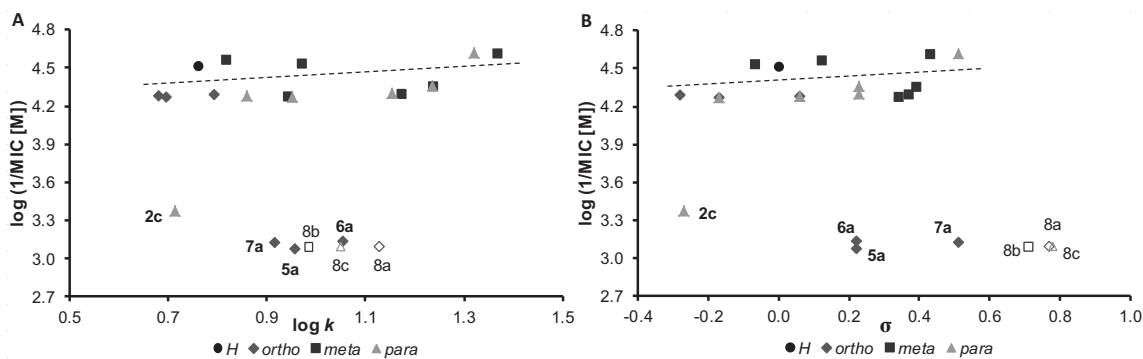 A
log (1/MIC [M])
4.8
4.5
4.2
3.9
3.6
3.3
3.0
2.7
2c
7a
8b
5a
6a
8c
8a
0.5 0.7 0.9 1.1 1.3 1.5
log k
H ortho meta para
B
log (1/MIC [M])
4.8
4.5
4.2
3.9
3.6
3.3
3.0
2.7
2c
6a
5a
7a
8a
8b
8c
-0.4 -0.2 0.0 0.2 0.4 0.6 0.8 1.0
σ
H ortho meta para